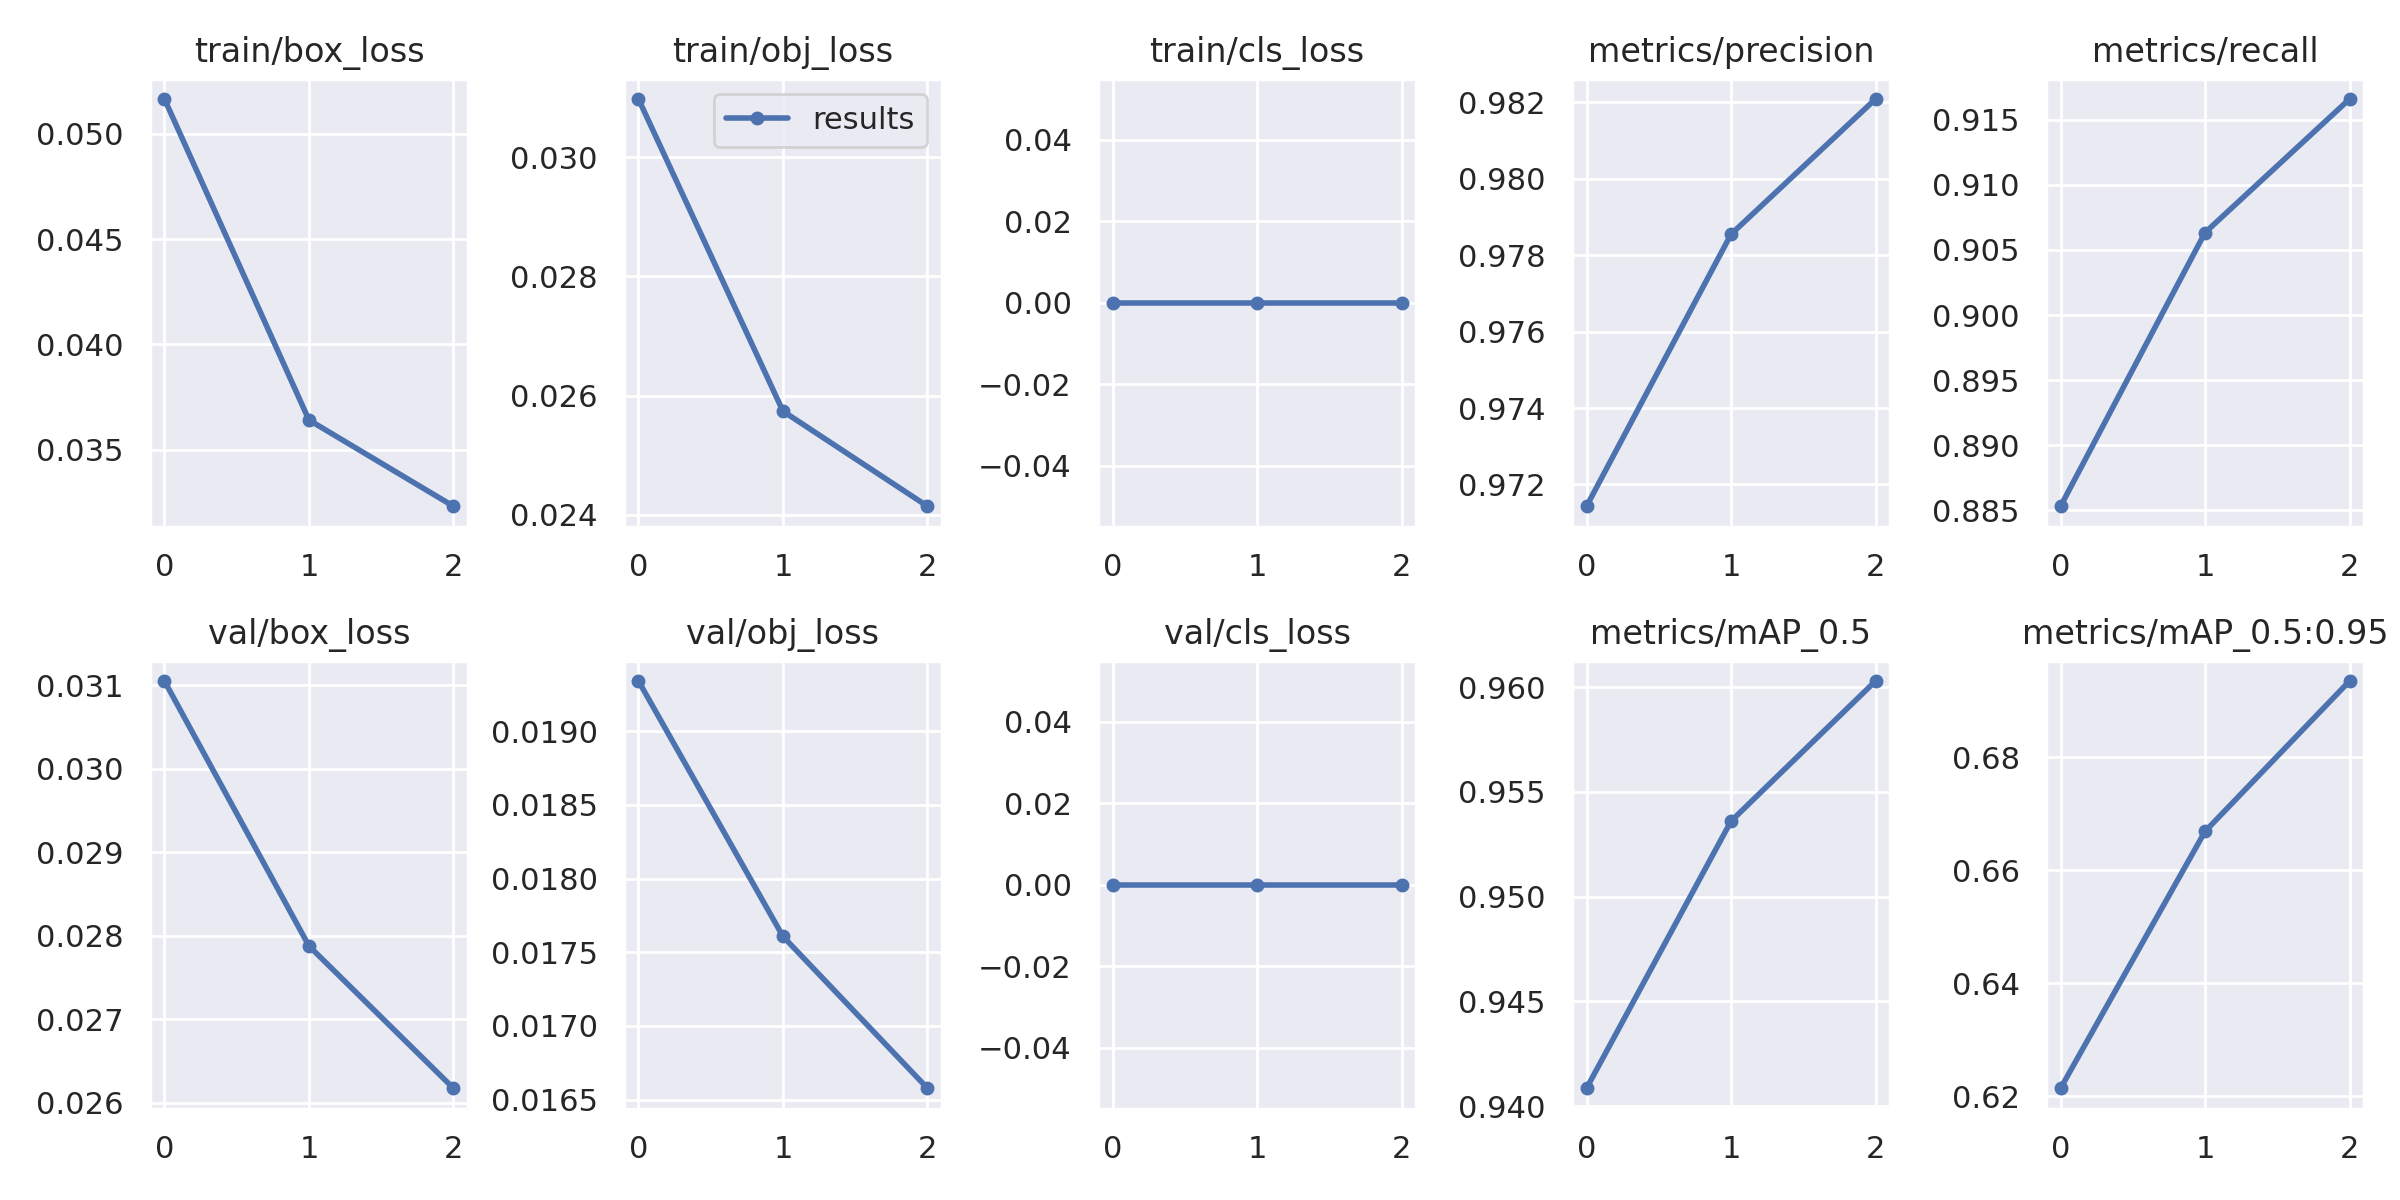 train/box_loss
0.050
0.045
0.040
0.035
0 1 2
train/obj_loss
results
0.030
0.028
0.026
0.024
0 1 2
train/cls_loss
0.04
0.02
0.00
−0.02
−0.04
0 1 2
metrics/precision
0.982
0.980
0.978
0.976
0.974
0.972
0 1 2
metrics/recall
0.915
0.910
0.905
0.900
0.895
0.890
0.885
0 1 2
val/box_loss
0.031
0.030
0.029
0.028
0.027
0.026
0 1 2
val/obj_loss
0.0190
0.0185
0.0180
0.0175
0.0170
0.0165
0 1 2
val/cls_loss
0.04
0.02
0.00
−0.02
−0.04
0 1 2
metrics/mAP_0.5
0.960
0.955
0.950
0.945
0.940
0 1 2
metrics/mAP_0.5:0.95
0.68
0.66
0.64
0.62
0 1 2